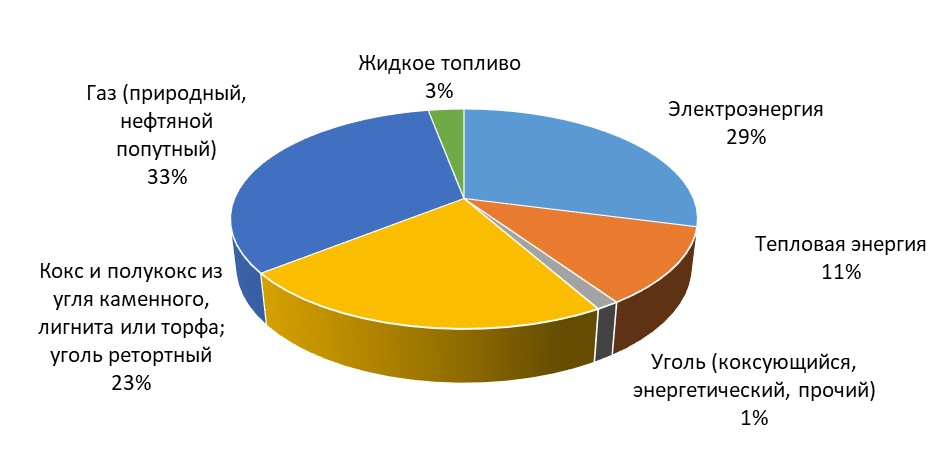 Жидкое топливо
3%
Газ (природный,
нефтяной
попутный)
33%
Электроэнергия
29%
Тепловая энергия
11%
Кокс и полукокс из
угля каменного,
лигнита или торфа;
уголь ретортный
23%
Уголь (коксующийся,
энергетический, прочий)
1%